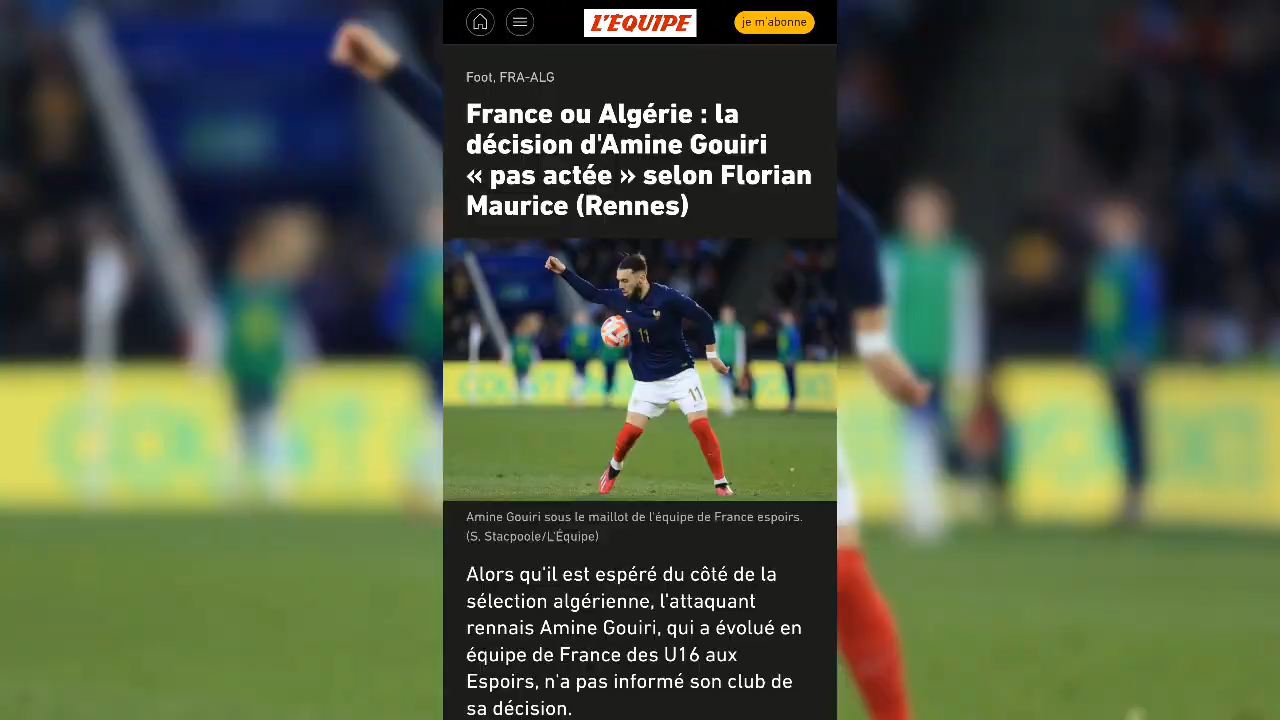 L'ÉQUIPE
je m'abonne
Foot, FRA-ALG
France ou Algérie : la
décision d'Amine Gouiri
« pas actée » selon Florian
Maurice (Rennes)
11
11
Amine Gouiri sous le maillot de l'équipe de France espoirs.
(S. Stacpoole/L'Équipe)
Alors qu'il est espéré du côté de la
sélection algérienne, l'attaquant
rennais Amine Gouiri, qui a évolué en
équipe de France des U16 aux
Espoirs, n'a pas informé son club de
sa décision.